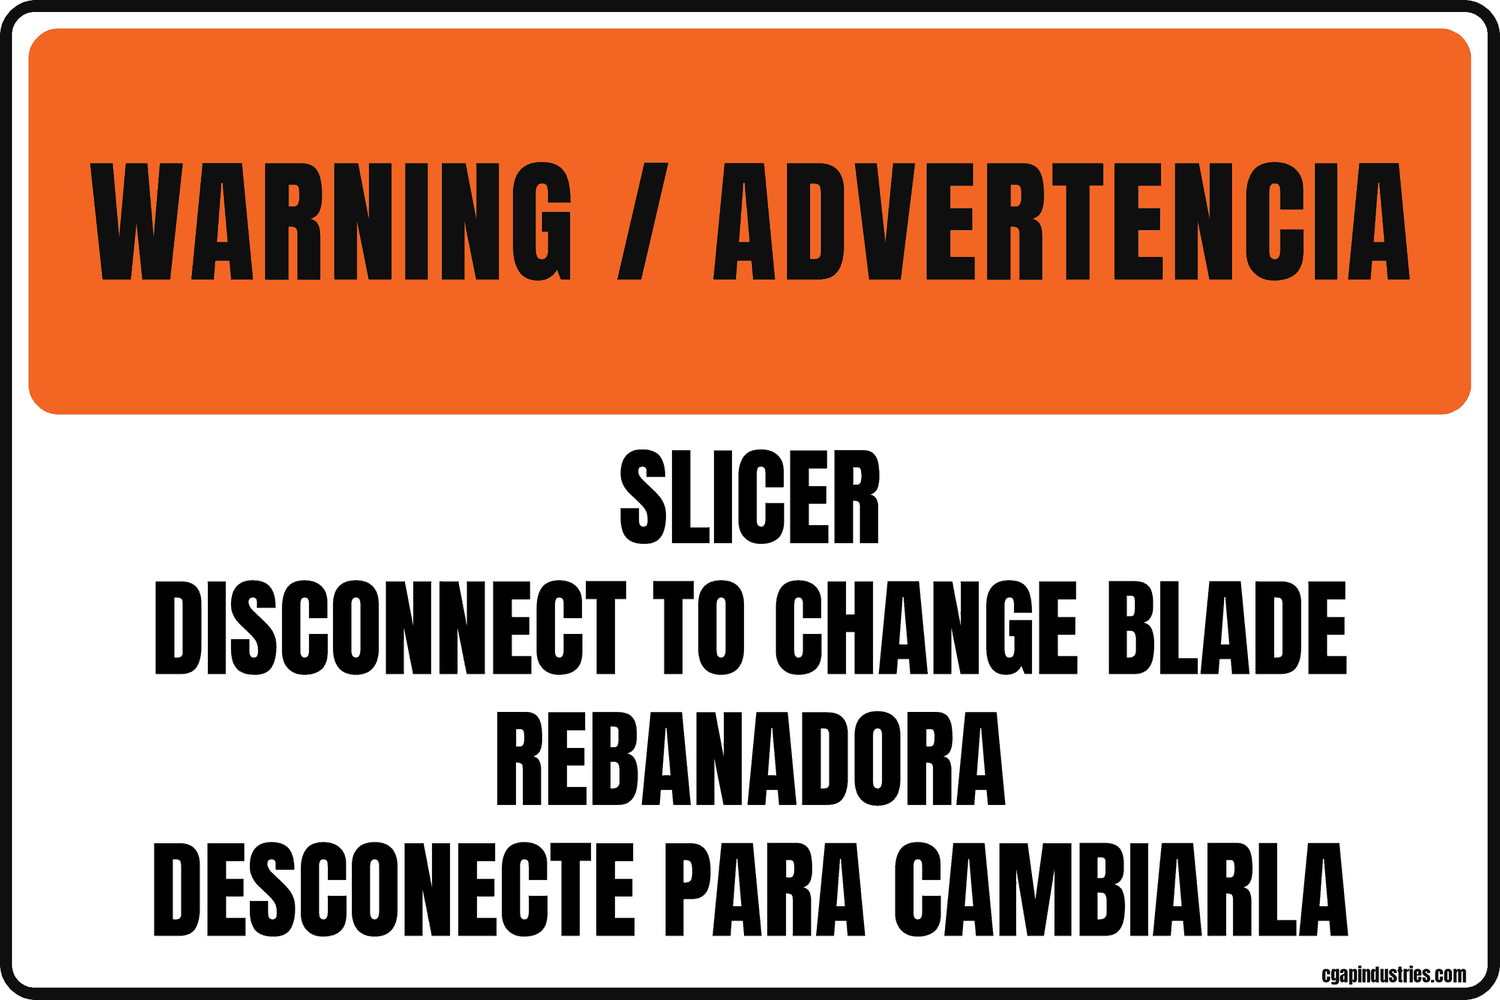 WARNING / ADVERTENCIA
SLICER
DISCONNECT TO CHANGE BLADE
REBANADORA
DESCONECTE PARA CAMBIARLA
cgapindustries.com